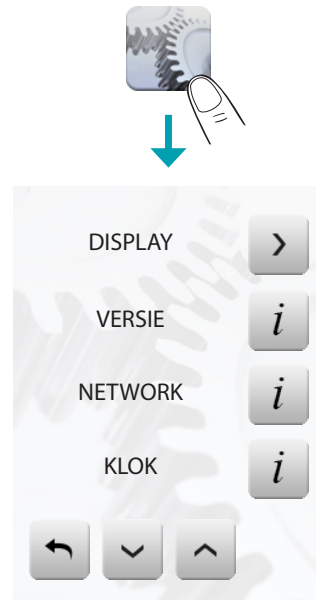 DISPLAY
VERSIE
i
NETWORK
i
KLOK
i